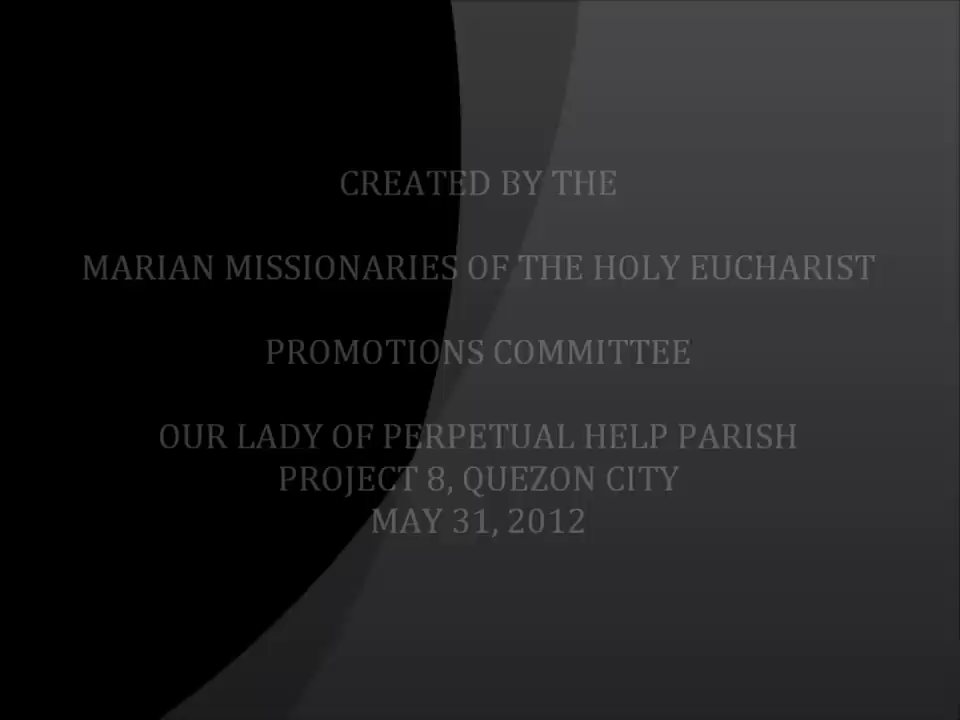 CREATED BY THE
MARIAN MISSIONARIES OF THE HOLY EUCHARIST
PROMOTIONS COMMITTEE
OUR LADY OF PERPETUAL HELP PARISH
PROJECT 8, QUEZON CITY
MAY 31, 2012